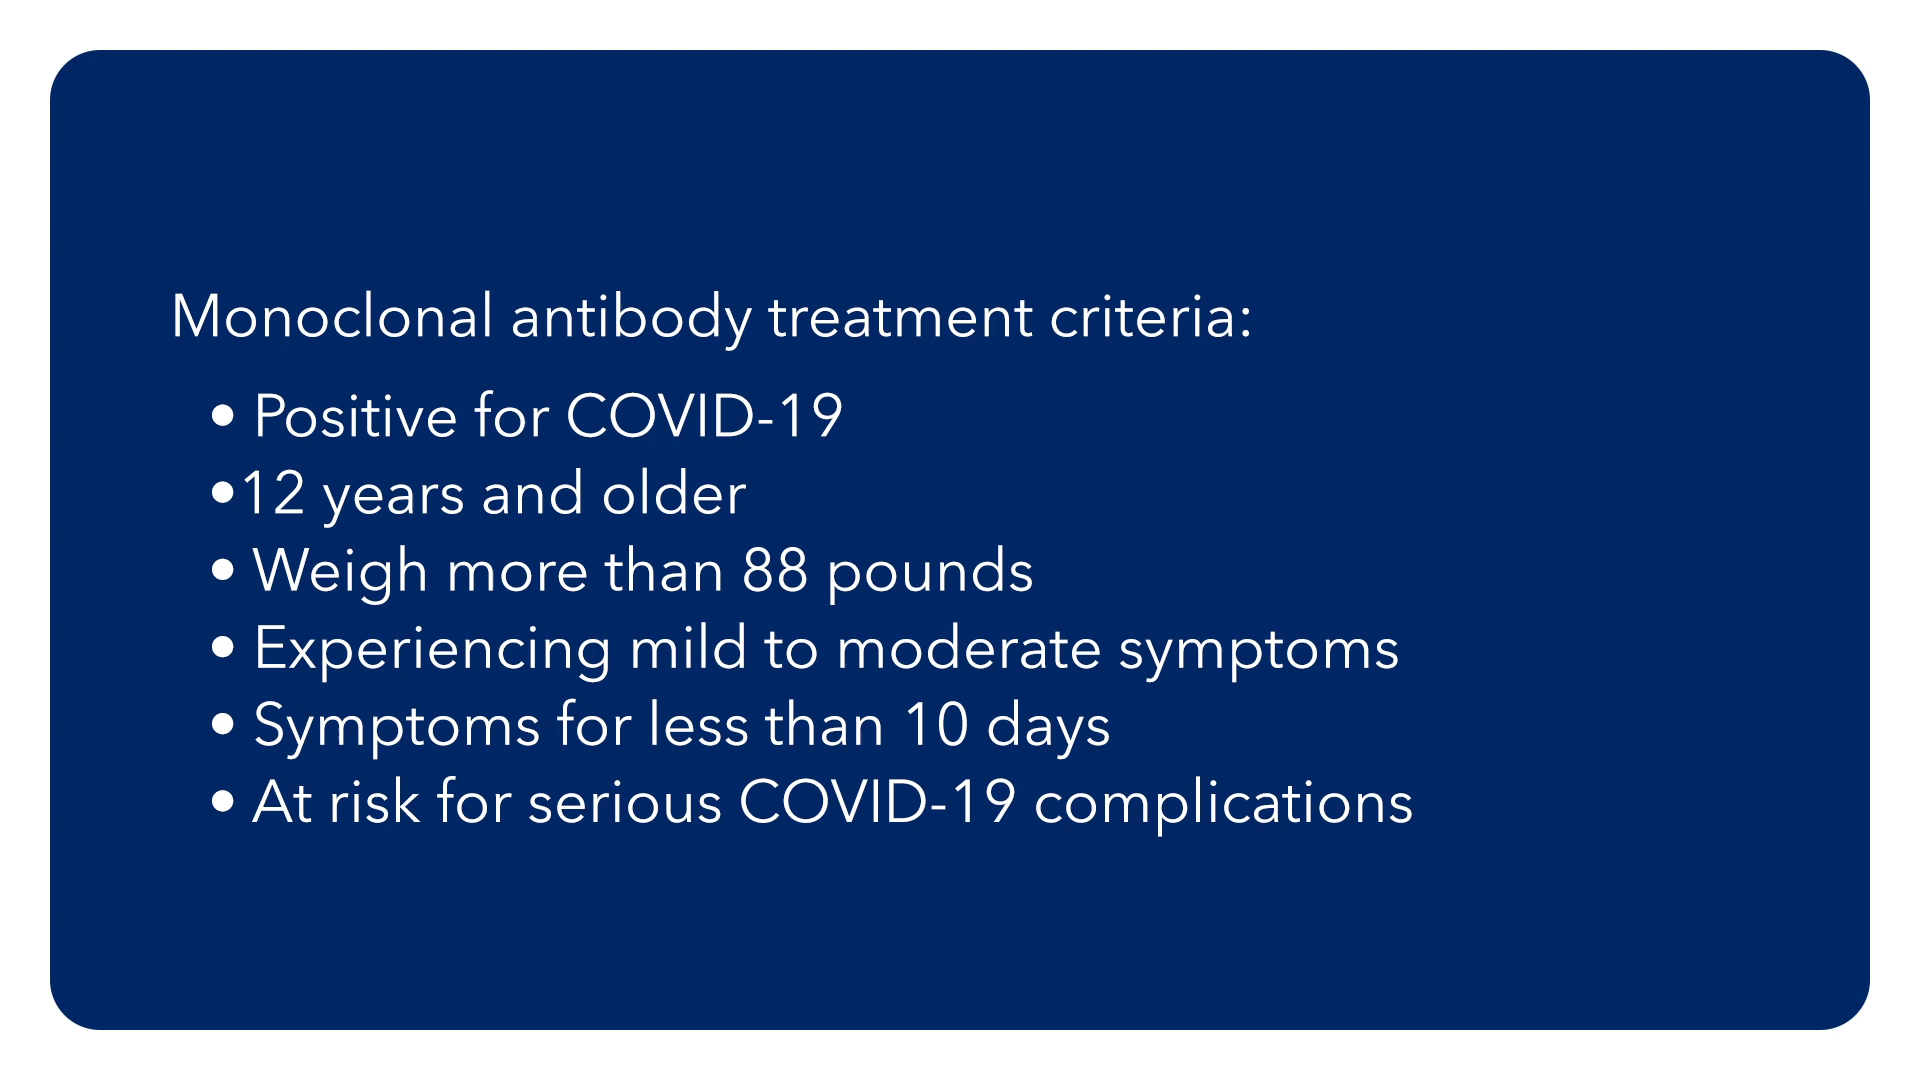 Monoclonal antibody treatment criteria:
• Positive for COVID-19
•12 years and older
• Weigh more than 88 pounds
• Experiencing mild to moderate symptoms
• Symptoms for less than 10 days
• At risk for serious COVID-19 complications